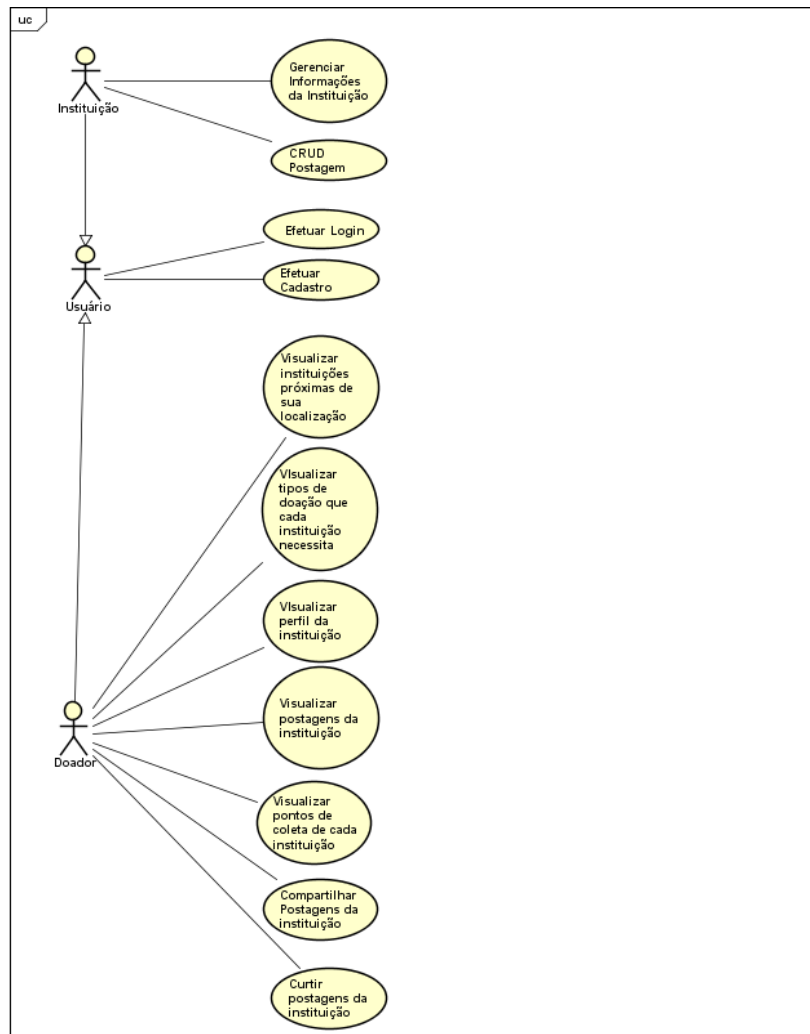 uc
Instituição
Gerenciar
Informações
da Instituição
CRUD
Postagem
Usuário
Efetuar Login
Efetuar
Cadastro
Visualizar
instituições
próximas de
sua
localização
VIsualizar
tipos de
doação que
cada
instituição
necessita
VIsualizar
perfil da
instituição
Visualizar
postagens da
instituição
Doador
Visualizar
pontos de
coleta de cada
instituição
Compartilhar
Postagens da
instituição
Curtir
postagens da
instituição